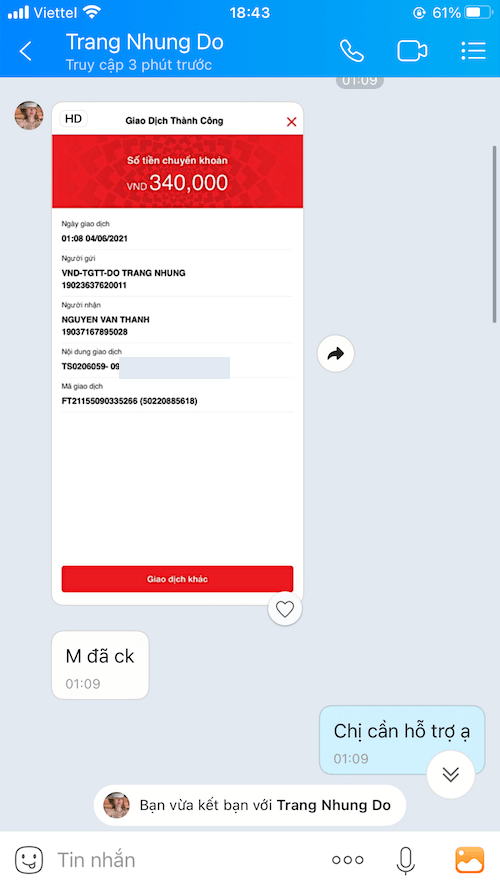 Viettel 18:43 61%
Trang Nhung Do
Truy cập 3 phút trước
01:09
HD Giao Dịch Thành Công
Số tiền chuyển khoản
VND 340,000
Ngày giao dịch
01:08 04/06/2021
Người gửi
VND-TGTT-DO TRANG NHUNG
19023637620011
Người nhận
NGUYEN VAN THANH
19037167895028
Nội dung giao dịch
TS0206059- 09
Mã giao dịch
FT21155090335266 (50220885618)
Giao dịch khác
M đã ck
01:09
Chị cần hỗ trợ ạ
01:09
Bạn vừa kết bạn với Trang Nhung Do
Tin nhắn